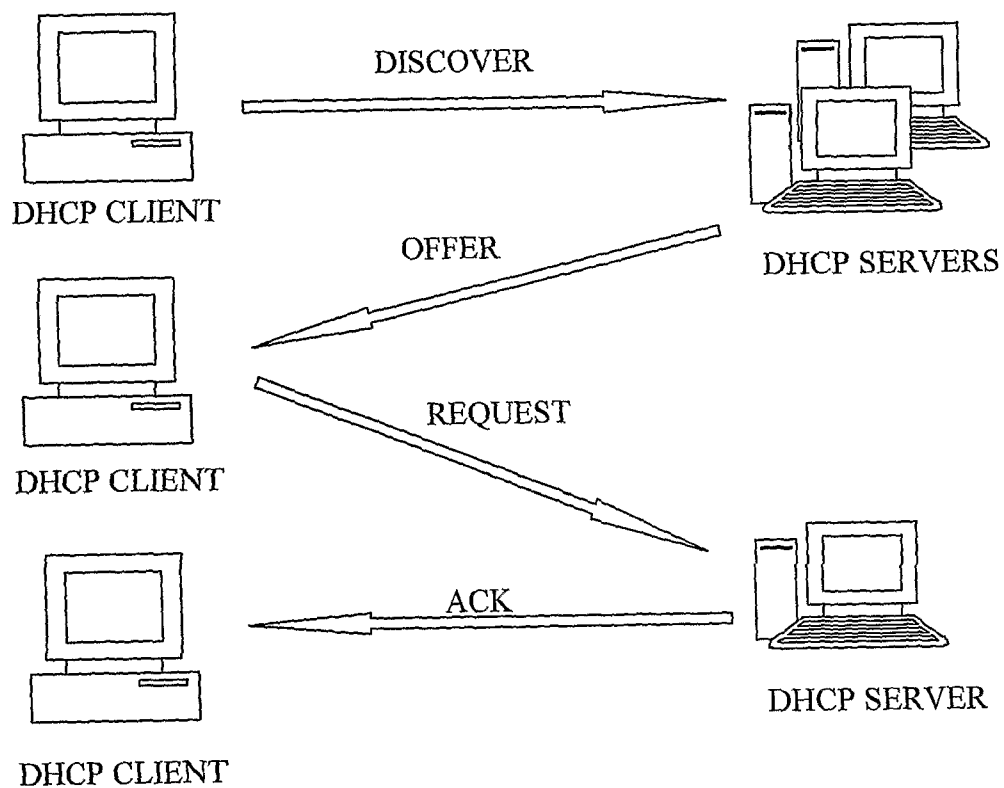 DISCOVER
DHCP CLIENT
OFFER
DHCP SERVERS
REQUEST
DHCP CLIENT
ACK
DHCP SERVER
DHCP CLIENT